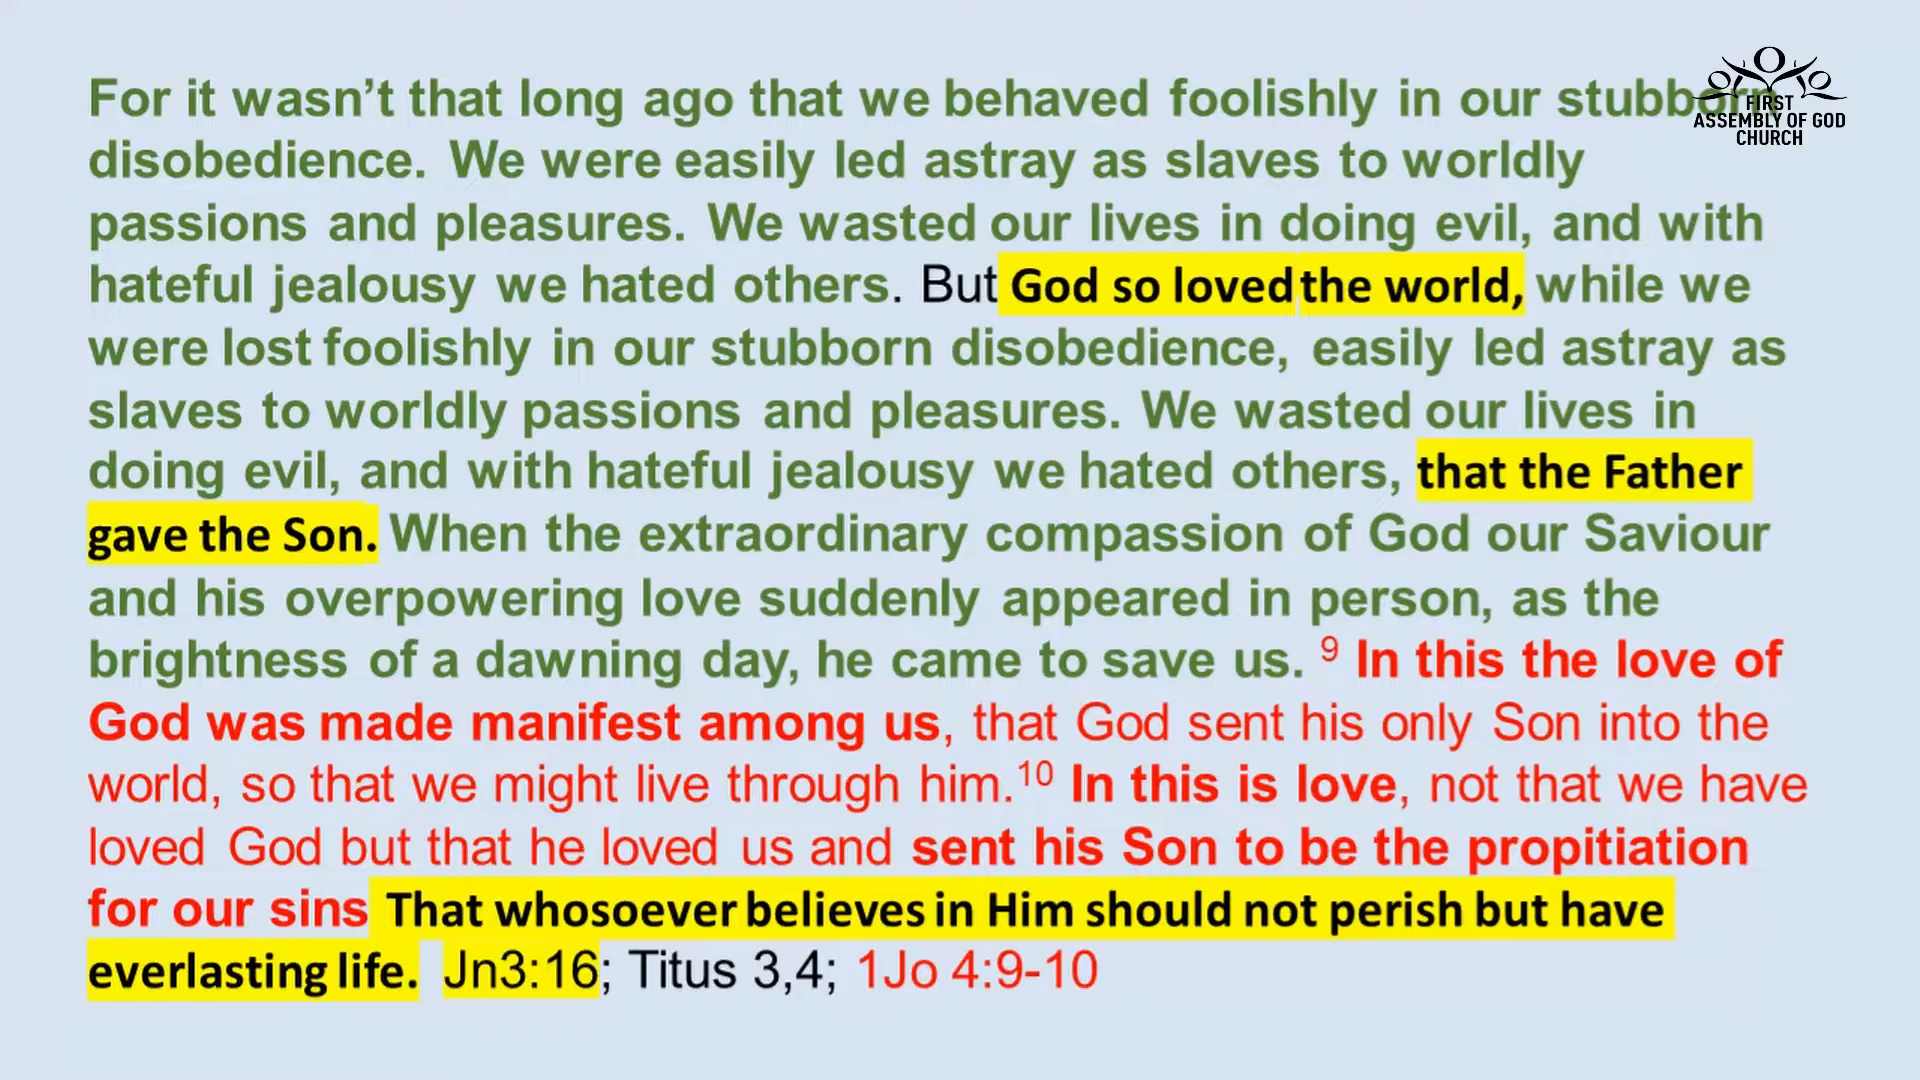 For it wasn’t that long ago that we behaved foolishly in our stubborn
disobedience. We were easily led astray as slaves to worldly
passions and pleasures. We wasted our lives in doing evil, and with
hateful jealousy we hated others. But God so loved the world, while we
were lost foolishly in our stubborn disobedience, easily led astray as
slaves to worldly passions and pleasures. We wasted our lives in
doing evil, and with hateful jealousy we hated others, that the Father
gave the Son. When the extraordinary compassion of God our Saviour
and his overpowering love suddenly appeared in person, as the
brightness of a dawning day, he came to save us. 9 In this the love of
God was made manifest among us, that God sent his only Son into the
world, so that we might live through him.10 In this is love, not that we have
loved God but that he loved us and sent his Son to be the propitiation
for our sins That whosoever believes in Him should not perish but have
everlasting life. Jn3:16; Titus 3,4; 1Jo 4:9-10
FIRST
ASSEMBLY OF GOD
CHURCH